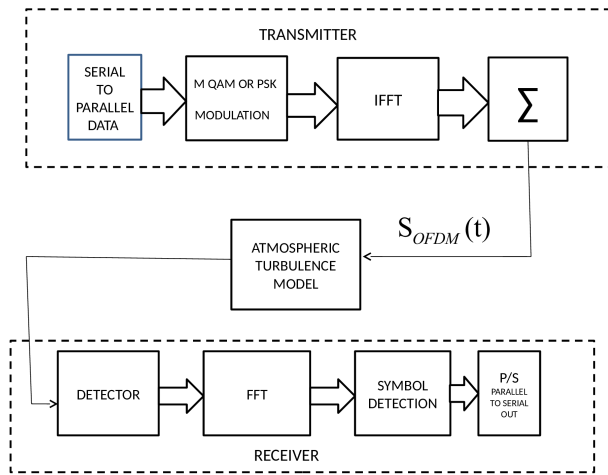 TRANSMITTER
SERIAL
TO
PARALLEL
DATA
M QAM OR PSK
MODULATION
IFFT
∑
S_OFDM (t)
ATMOSPHERIC
TURBULENCE
MODEL
DETECTOR
FFT
SYMBOL
DETECTION
P/S
PARALLEL
TO SERIAL
OUT
RECEIVER